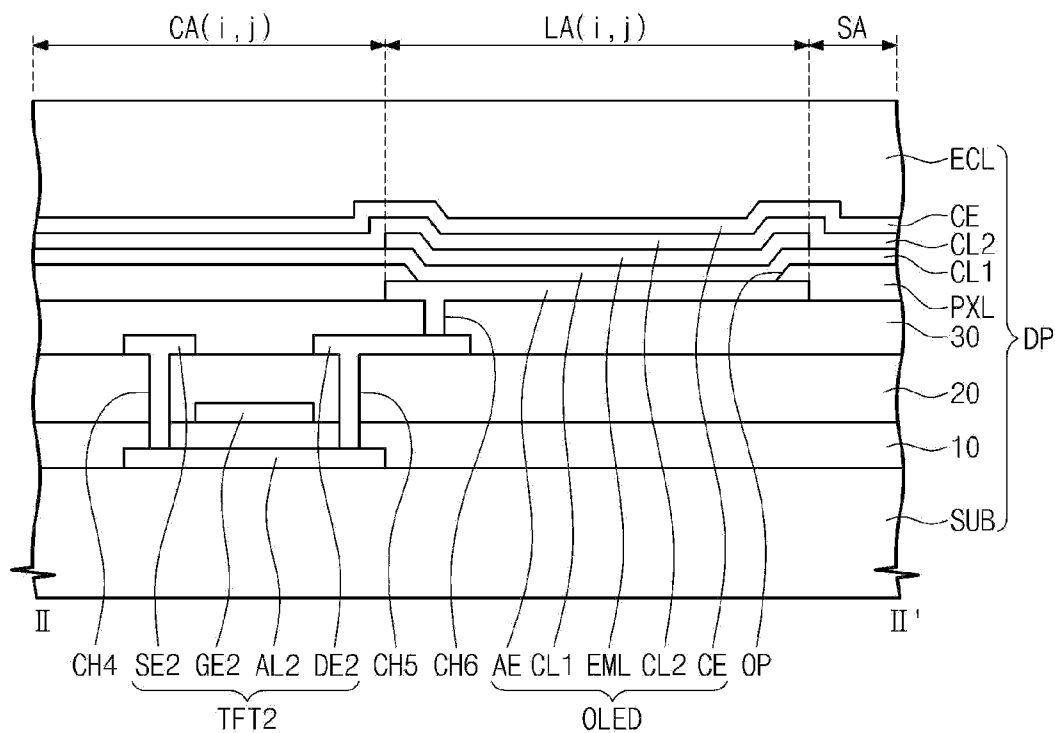 CA(i,j) LA(i,j) SA
ECL
CE
CL2
CL1
PXL
30
DP
20
10
SUB
II II'
CH4 SE2 GE2 AL2 DE2 CH5 CH6 AE CL1 EML CL2 CE OP
TFT2 OLED